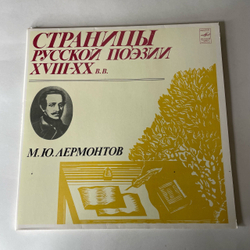 СТРАНИЦЫ
РУССКОЙ ПОЭЗИИ
XVIII-XX в.в.
М.Ю.ЛЕРМОНТОВ